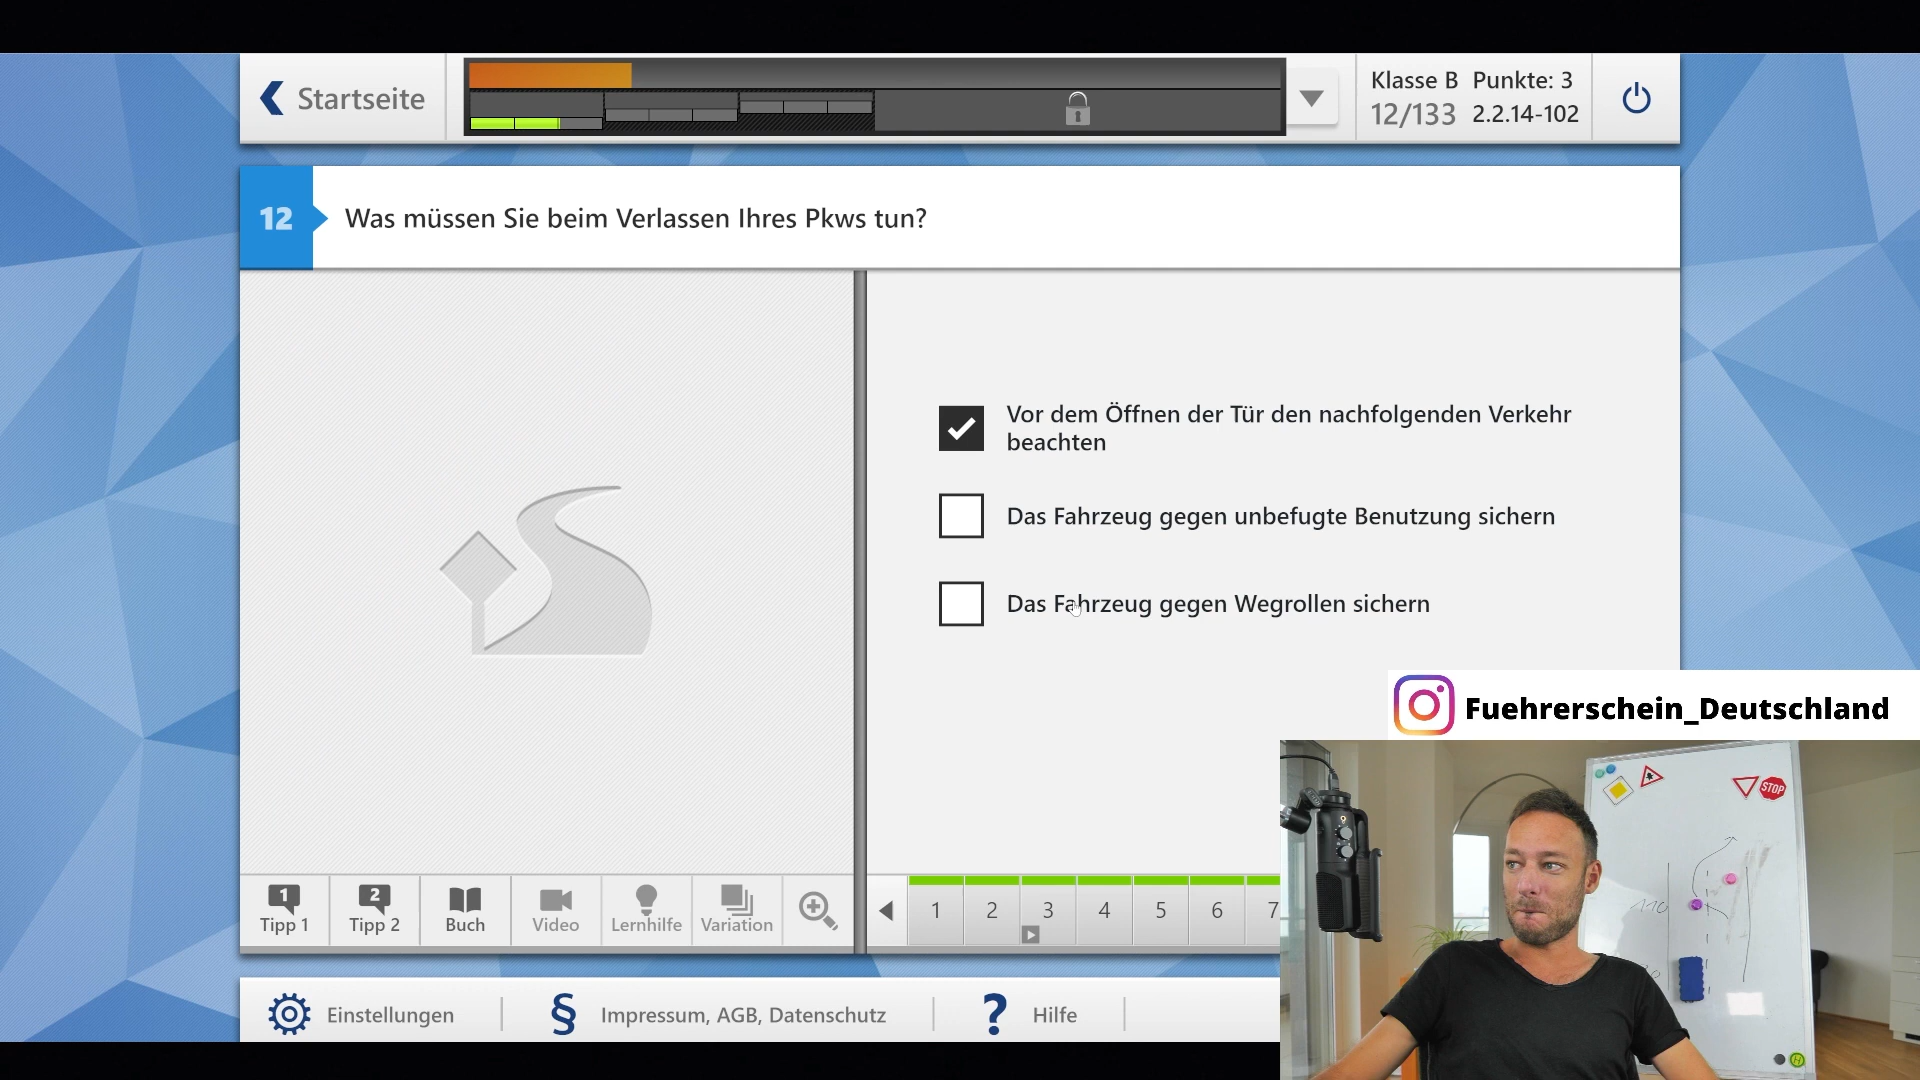 Startseite
Klasse B Punkte: 3
12/133 2.2.14-102
12
Was müssen Sie beim Verlassen Ihres Pkws tun?
Vor dem Öffnen der Tür den nachfolgenden Verkehr
beachten
Das Fahrzeug gegen unbefugte Benutzung sichern
Das Fahrzeug gegen Wegrollen sichern
Fuehrerschein_Deutschland
STOP
1 Tipp 1
2 Tipp 2
Buch
Video
Lernhilfe
Variation
1 2 3 4 5 6 7
Einstellungen
§ Impressum, AGB, Datenschutz
? Hilfe
H